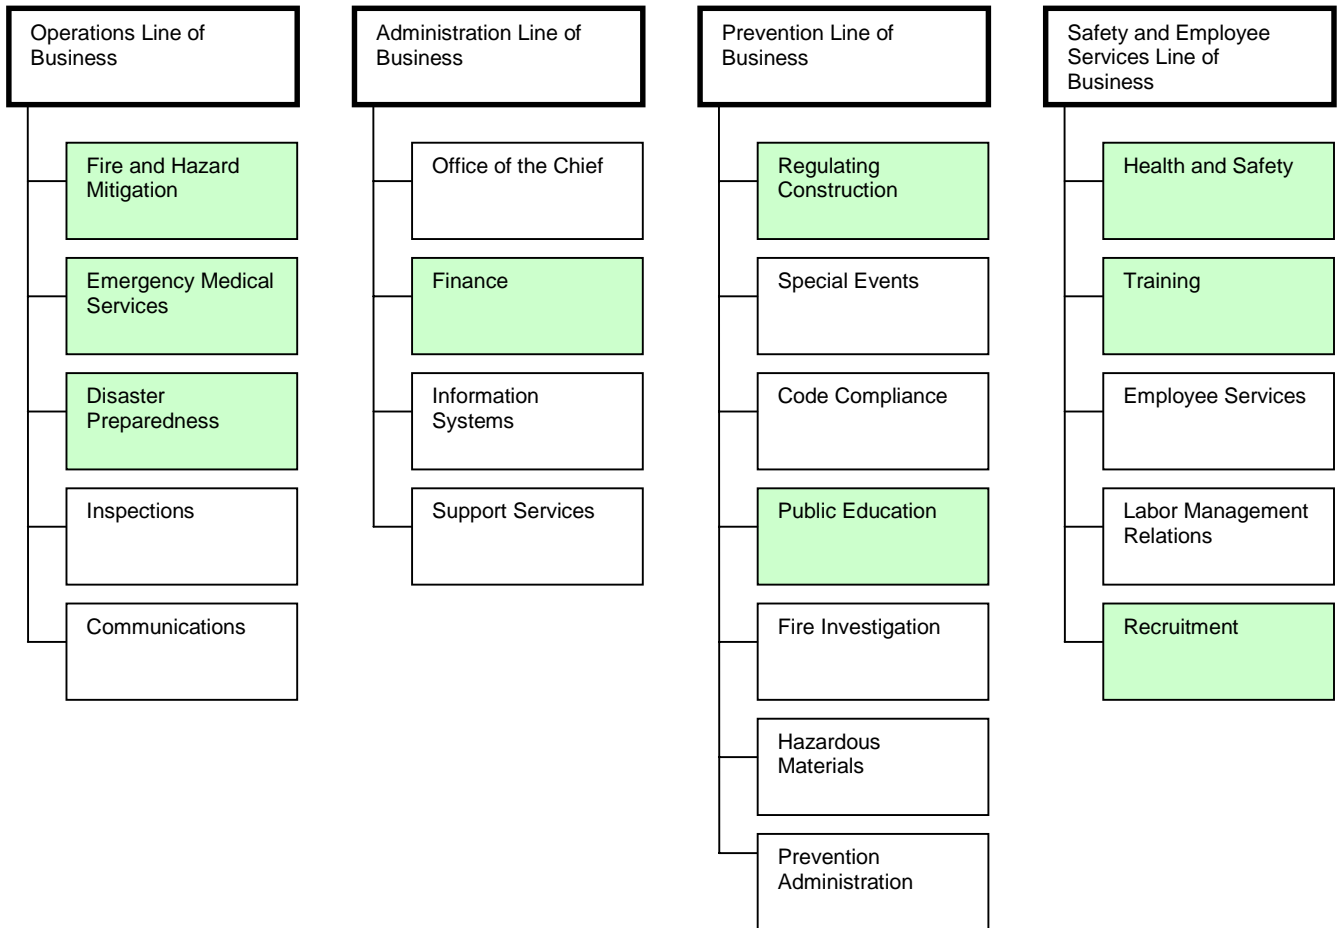 Operations Line of
Business
Fire and Hazard
Mitigation
Emergency Medical
Services
Disaster
Preparedness
Inspections
Communications
Administration Line of
Business
Office of the Chief
Finance
Information
Systems
Support Services
Prevention Line of
Business
Regulating
Construction
Special Events
Code Compliance
Public Education
Fire Investigation
Hazardous
Materials
Prevention
Administration
Safety and Employee
Services Line of
Business
Health and Safety
Training
Employee Services
Labor Management
Relations
Recruitment